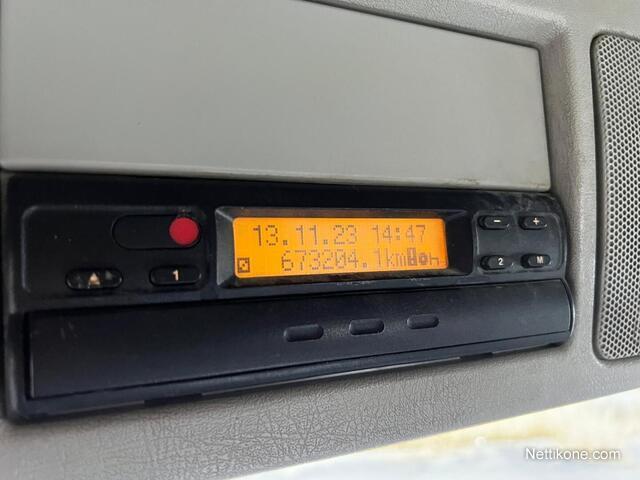 13.11.23 14:47
673204.1km
- +
1
2 M
Nettikone.com